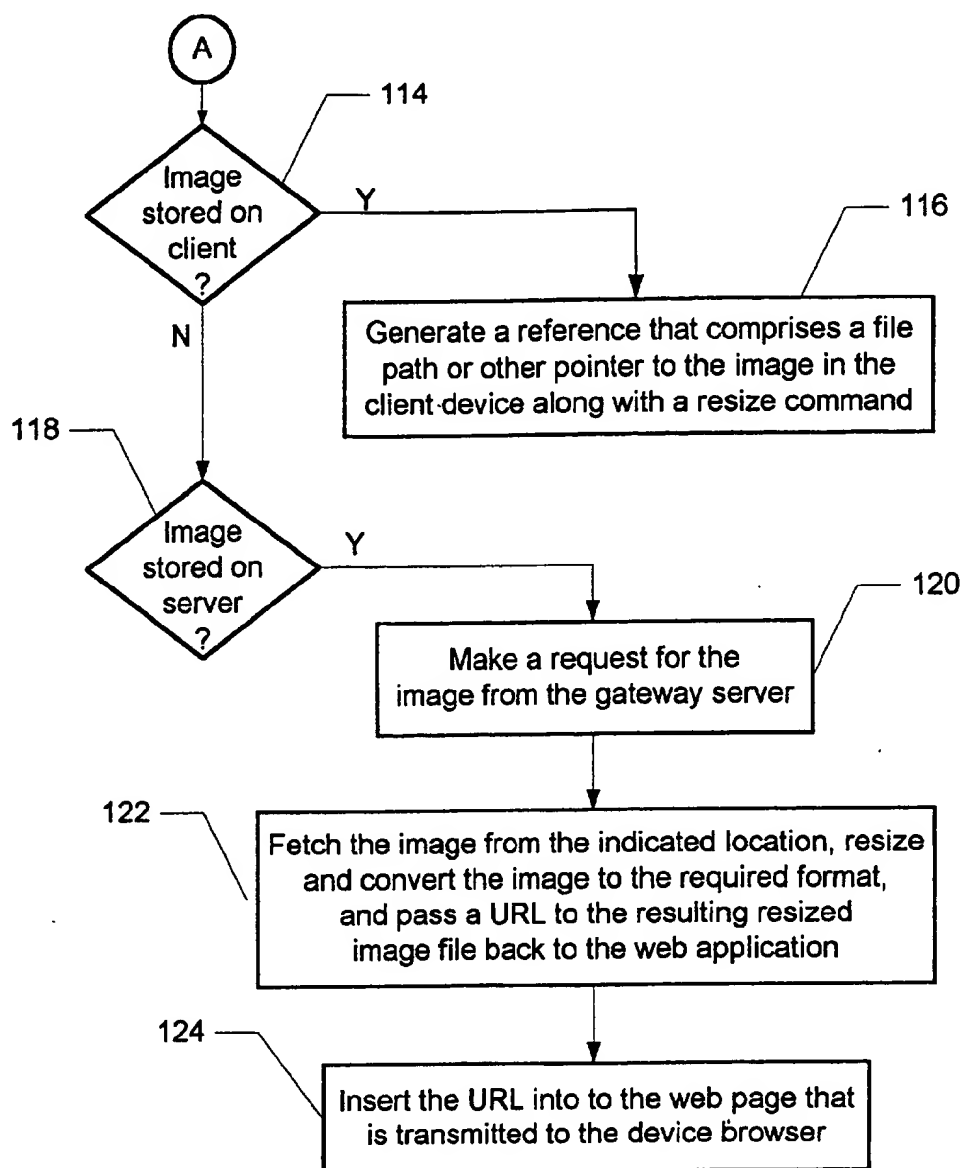 A
114
Image
stored on
client
?
Y
N
116
Generate a reference that comprises a file
path or other pointer to the image in the
client device along with a resize command
118
Image
stored on
server
?
Y
120
Make a request for the
image from the gateway server
122
Fetch the image from the indicated location, resize
and convert the image to the required format,
and pass a URL to the resulting resized
image file back to the web application
124
Insert the URL into to the web page that
is transmitted to the device browser